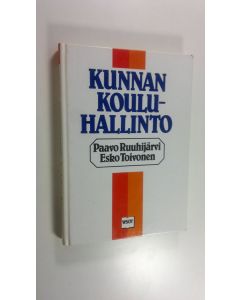 KUNNAN
KOULU-
HALLINTO
Paavo Ruuhijärvi
Esko Toivonen
WSOY